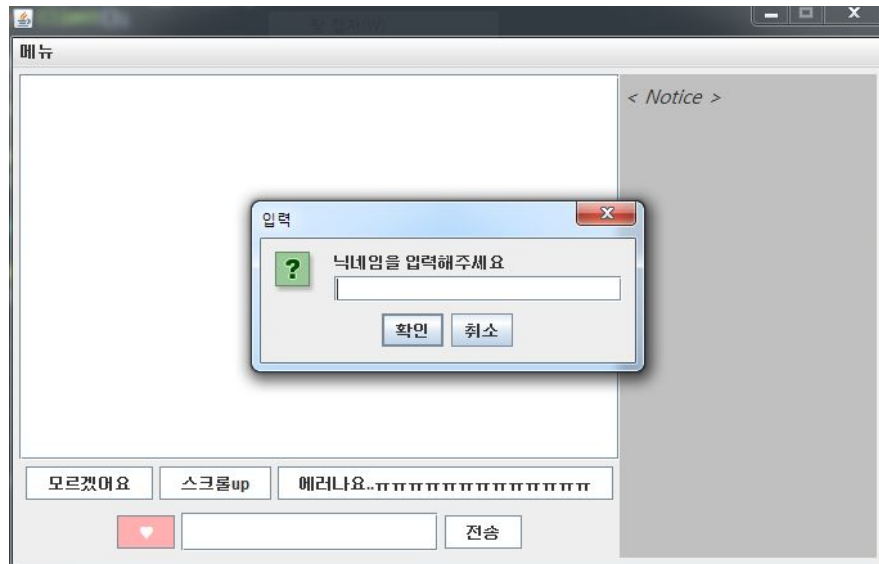 메뉴
< Notice >
입력
닉네임을 입력해주세요
확인 취소
모르겠어요 스크롤up 에러나요..ㅠㅠㅠㅠㅠㅠㅠㅠㅠㅠㅠㅠㅠ
♥ 전송